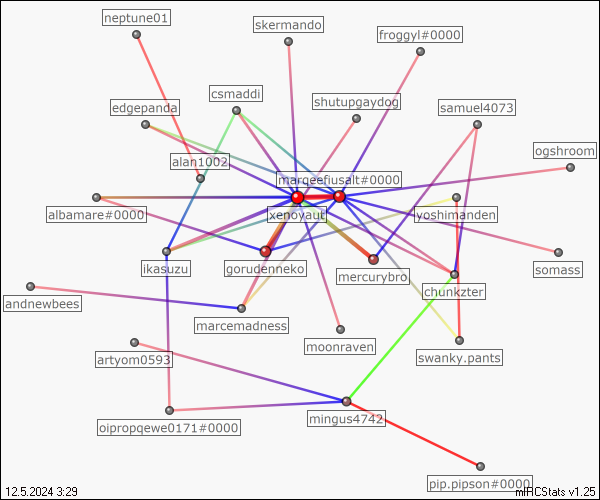 neptune01
skermando
froggyl#0000
csmaddi
edgepanda
shutupgaydog
samuel4073
ogshroom
alan1002
marqeefiusalt#0000
albamare#0000
xenoyaut
yoshimanden
ikasuzu
gorudenneko
mercurybro
somass
chunkzter
andnewbees
marcemadness
moonraven
artyom0593
swanky.pants
oipropqewe0171#0000
mingus4742
pip.pipson#0000
12.5.2024 3:29
mIRCStats v1.25